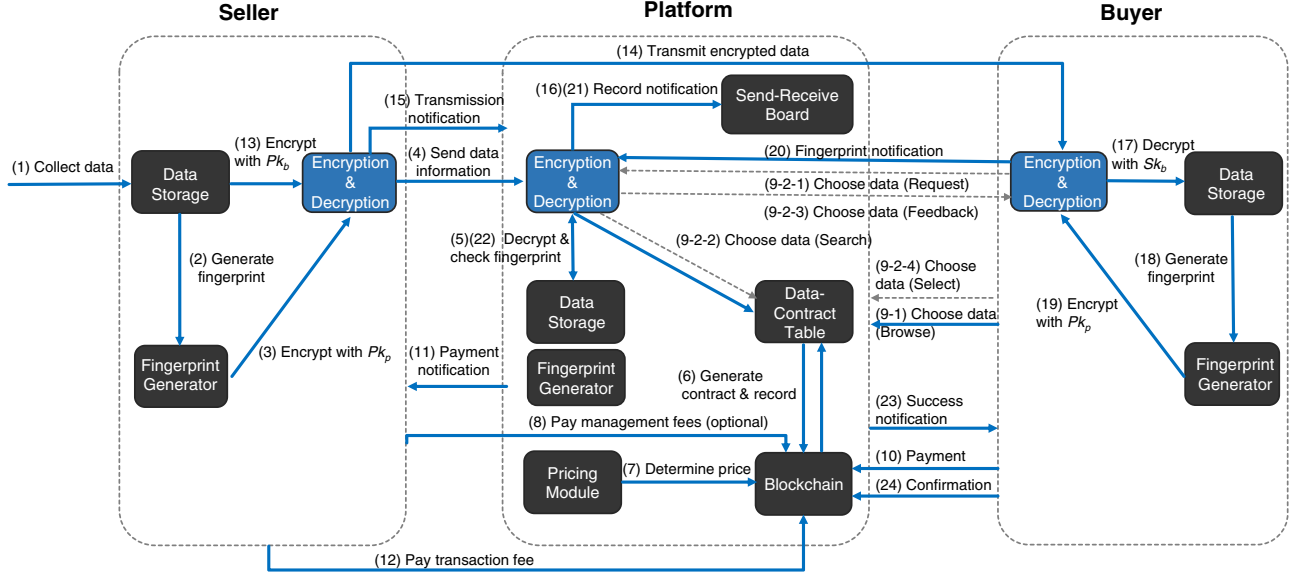 Seller
Platform
Buyer
(14) Transmit encrypted data
(15) Transmission
notification
(16)(21) Record notification
Send-Receive
Board
(1) Collect data
Data
Storage
(13) Encrypt
with Pk_b
Encryption
&
Decryption
(4) Send data
information
Encryption
&
Decryption
(20) Fingerprint notification
(9-2-1) Choose data (Request)
(9-2-3) Choose data (Feedback)
Encryption
&
Decryption
(17) Decrypt
with Sk_b
Data
Storage
(2) Generate
fingerprint
(5)(22) Decrypt &
check fingerprint
(9-2-2) Choose data (Search)
(9-2-4) Choose
data (Select)
(18) Generate
fingerprint
Data
Storage
Data-
Contract
Table
(9-1) Choose data
(Browse)
(19) Encrypt
with Pk_p
(3) Encrypt with Pk_p
Fingerprint
Generator
(11) Payment
notification
Fingerprint
Generator
(6) Generate
contract & record
Fingerprint
Generator
(8) Pay management fees (optional)
(23) Success
notification
Pricing
Module
(7) Determine price
Blockchain
(10) Payment
(24) Confirmation
(12) Pay transaction fee